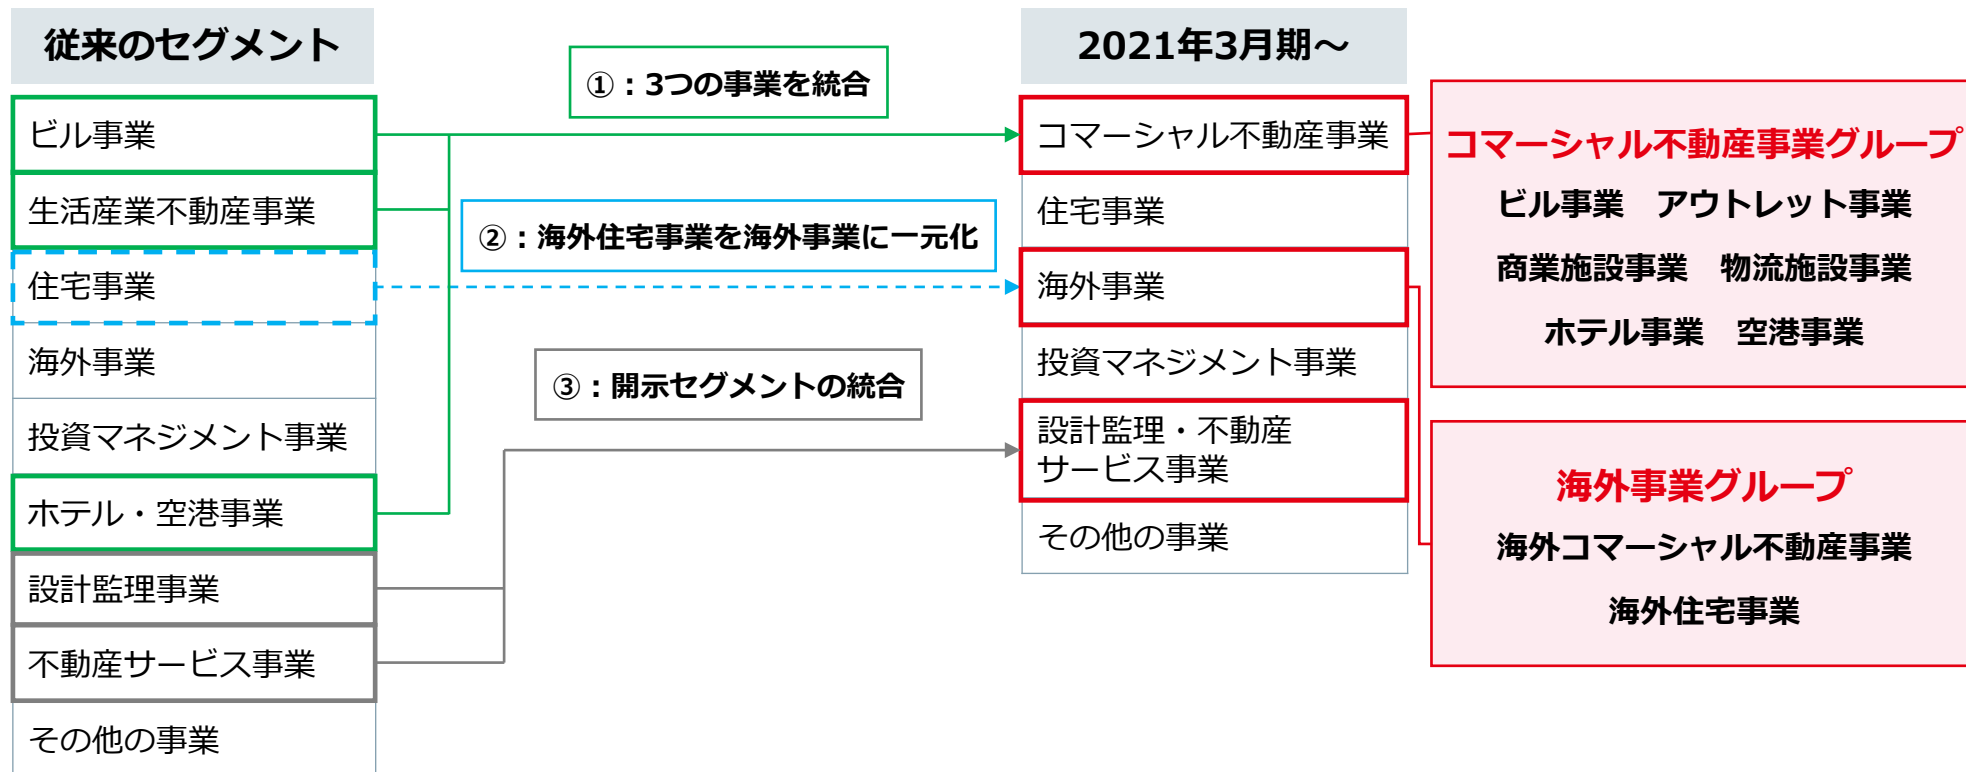 従来のセグメント
ビル事業
生活産業不動産事業
住宅事業
海外事業
投資マネジメント事業
ホテル・空港事業
設計監理事業
不動産サービス事業
その他の事業
①：3つの事業を統合
②：海外住宅事業を海外事業に一元化
③：開示セグメントの統合
2021年3月期～
コマーシャル不動産事業
住宅事業
海外事業
投資マネジメント事業
設計監理・不動産
サービス事業
その他の事業
コマーシャル不動産事業グループ
ビル事業　アウトレット事業
商業施設事業　物流施設事業
ホテル事業　空港事業
海外事業グループ
海外コマーシャル不動産事業
海外住宅事業